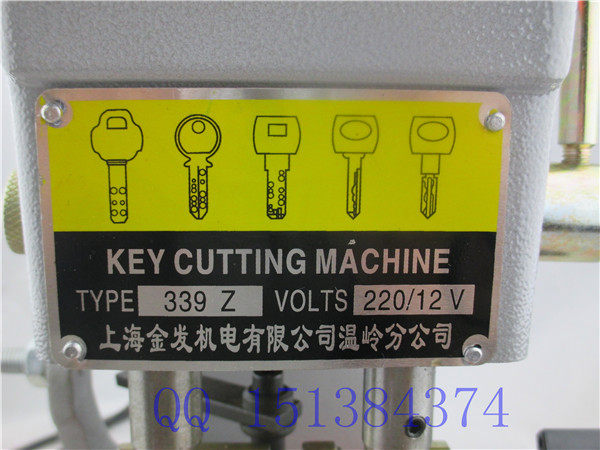 KEY CUTTING MACHINE
TYPE 339 Z VOLTS 220/12 V
上海金发机电有限公司温岭分公司
QQ 151384374